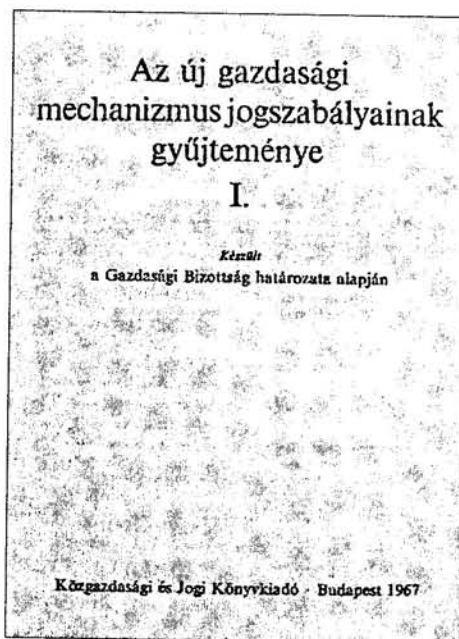 Az új gazdasági
mechanizmus jogszabályainak
gyűjteménye
I.
Készült
a Gazdasági Bizottság határozata alapján
Közgazdasági és Jogi Könyvkiadó · Budapest 1967